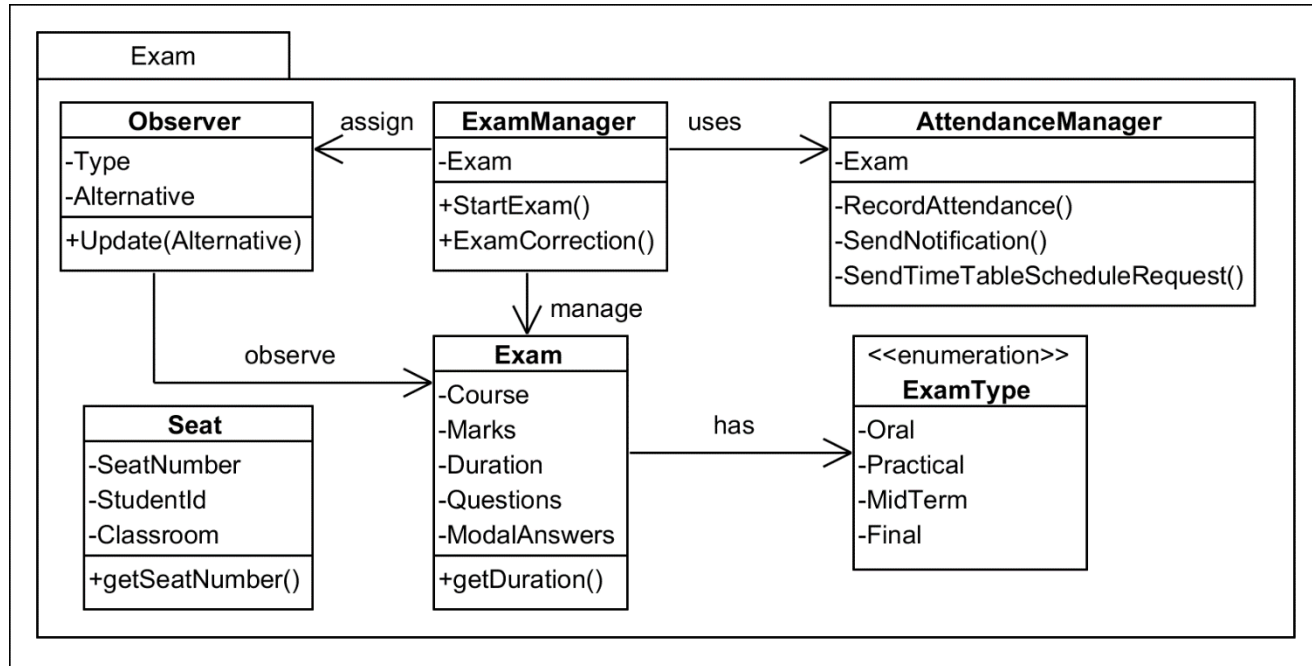 Exam
Observer
-Type
-Alternative
+Update(Alternative)
assign
ExamManager
-Exam
+StartExam()
+ExamCorrection()
uses
AttendanceManager
-Exam
-RecordAttendance()
-SendNotification()
-SendTimeTableScheduleRequest()
manage
observe
Seat
-SeatNumber
-StudentId
-Classroom
+getSeatNumber()
Exam
-Course
-Marks
-Duration
-Questions
-ModalAnswers
+getDuration()
has
<<enumeration>>
ExamType
-Oral
-Practical
-MidTerm
-Final